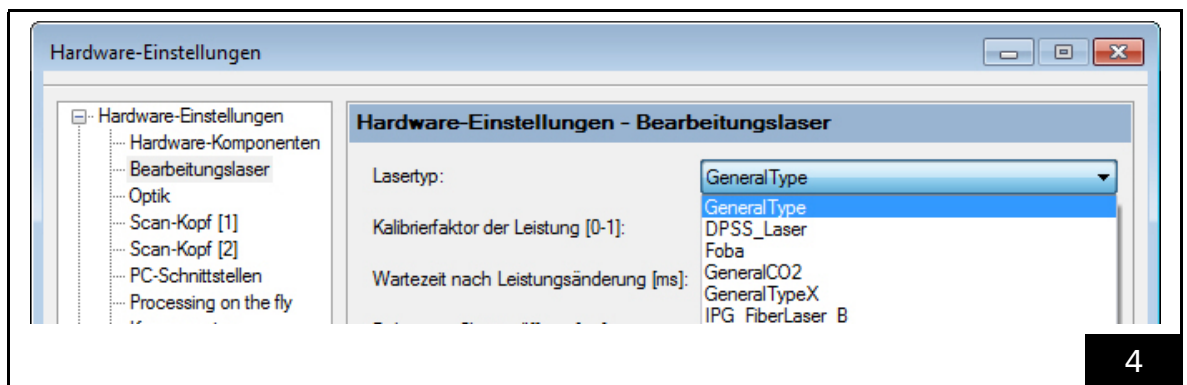 Hardware-Einstellungen
Hardware-Einstellungen
Hardware-Komponenten
Bearbeitungslaser
Optik
Scan-Kopf [1]
Scan-Kopf [2]
PC-Schnittstellen
Processing on the fly
Hardware-Einstellungen - Bearbeitungslaser
Lasertyp:
GeneralType
GeneralType
DPSS_Laser
Foba
GeneralCO2
GeneralTypeX
IPG_FiberLaser_B
Kalibrierfaktor der Leistung [0-1]:
Wartezeit nach Leistungsänderung [ms]:
4